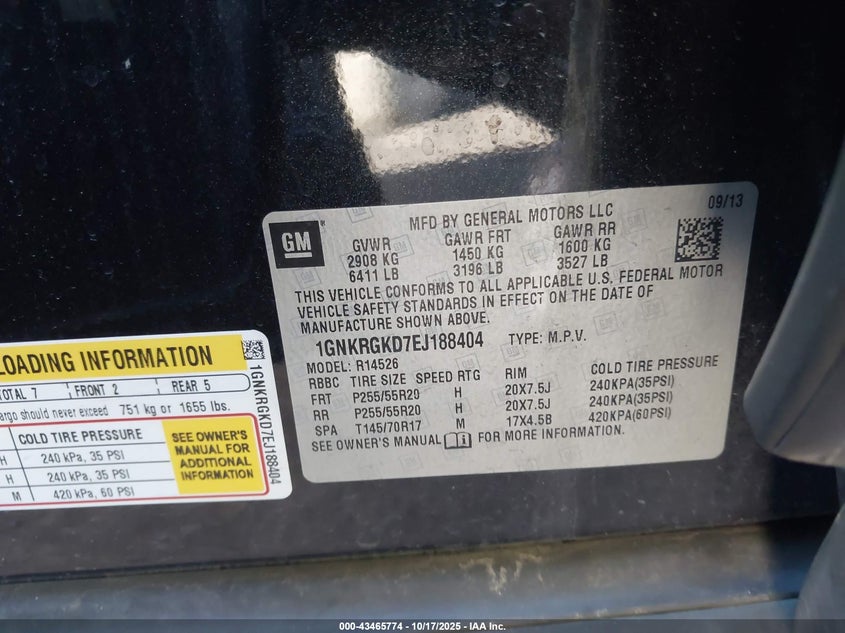 09/13
GM
MFD BY GENERAL MOTORS LLC
GVWR GAWR FRT GAWR RR
2908 KG 1450 KG 1600 KG
6411 LB 3196 LB 3527 LB
THIS VEHICLE CONFORMS TO ALL APPLICABLE U.S. FEDERAL MOTOR
VEHICLE SAFETY STANDARDS IN EFFECT ON THE DATE OF
MANUFACTURE SHOWN ABOVE.
1GNKRGKD7EJ188404 TYPE: M.P.V.
MODEL: R14526
RBBC TIRE SIZE SPEED RTG RIM COLD TIRE PRESSURE
FRT P255/55R20 H 20X7.5J 240KPA(35PSI)
RR P255/55R20 H 20X7.5J 240KPA(35PSI)
SPA T145/70R17 M 17X4.5B 420KPA(60PSI)
SEE OWNER'S MANUAL FOR MORE INFORMATION.
LOADING INFORMATION
TOTAL 7 FRONT 2 REAR 5
should never exceed 751 kg or 1655 lbs.
COLD TIRE PRESSURE
H 240 kPa, 35 PSI
H 240 kPa, 35 PSI
M 420 kPa, 60 PSI
SEE OWNER'S
MANUAL FOR
ADDITIONAL
INFORMATION
1GNKRGKD7EJ188404
000-43465774 - 10/17/2025 - IAA Inc.